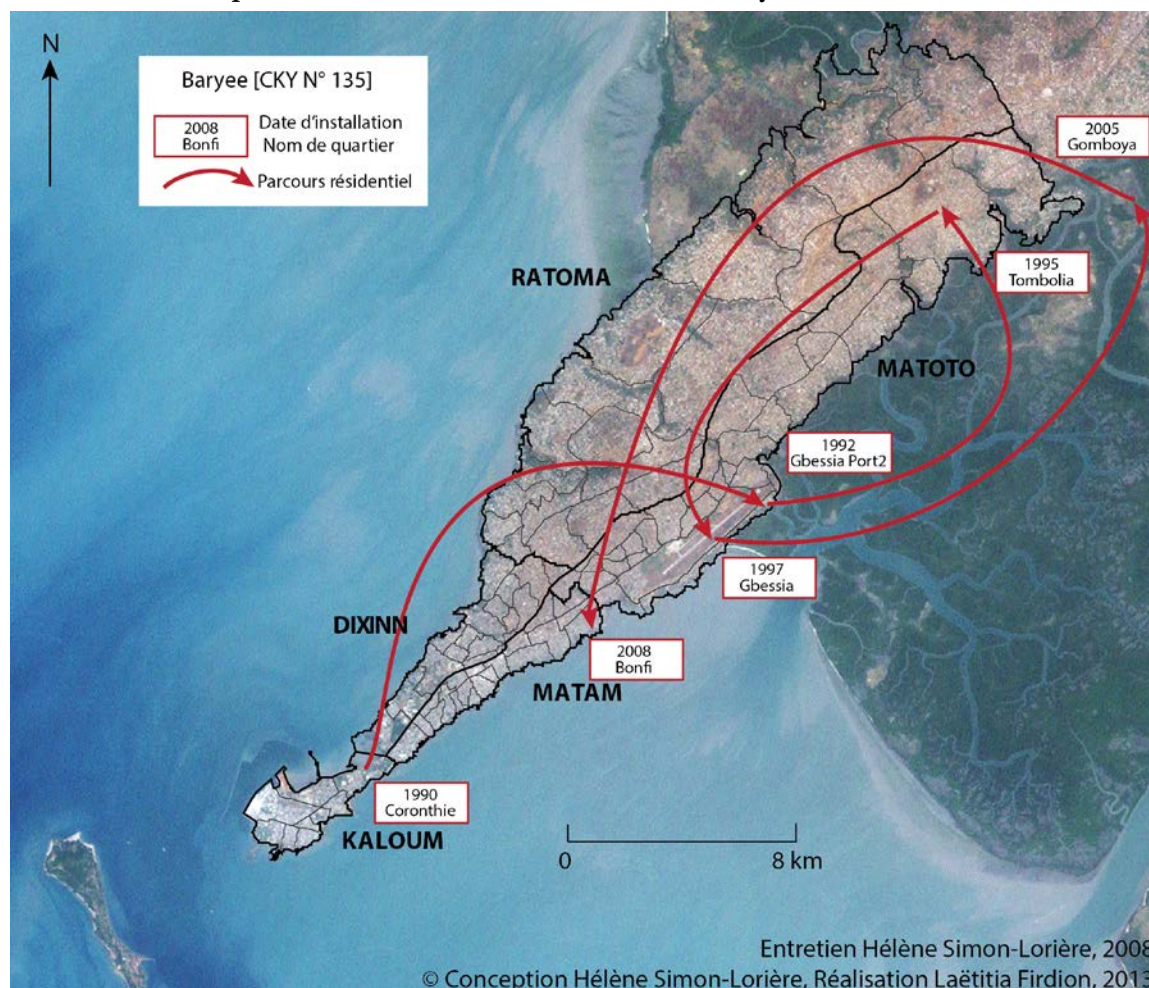 N
Baryee [CKY N° 135]
2008
Bonfi
Date d'installation
Nom de quartier
Parcours résidentiel
2005
Gomboya
1995
Tombolia
RATOMA
MATOTO
1992
Gbessia Port2
1997
Gbessia
DIXINN
2008
Bonfi
MATAM
1990
Coronthie
KALOUM
0
8 km
Entretien Hélène Simon-Lorière, 2008
© Conception Hélène Simon-Lorière, Réalisation Laëtitia Firdion, 2013